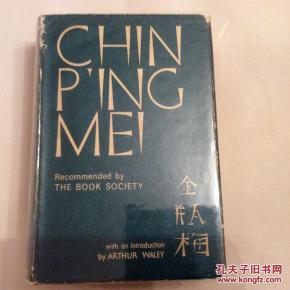 CHIN
P'ING
MEI
Recommended by
THE BOOK SOCIETY
金
瓶
梅
with an introduction
by ARTHUR WALEY
孔夫子旧书网